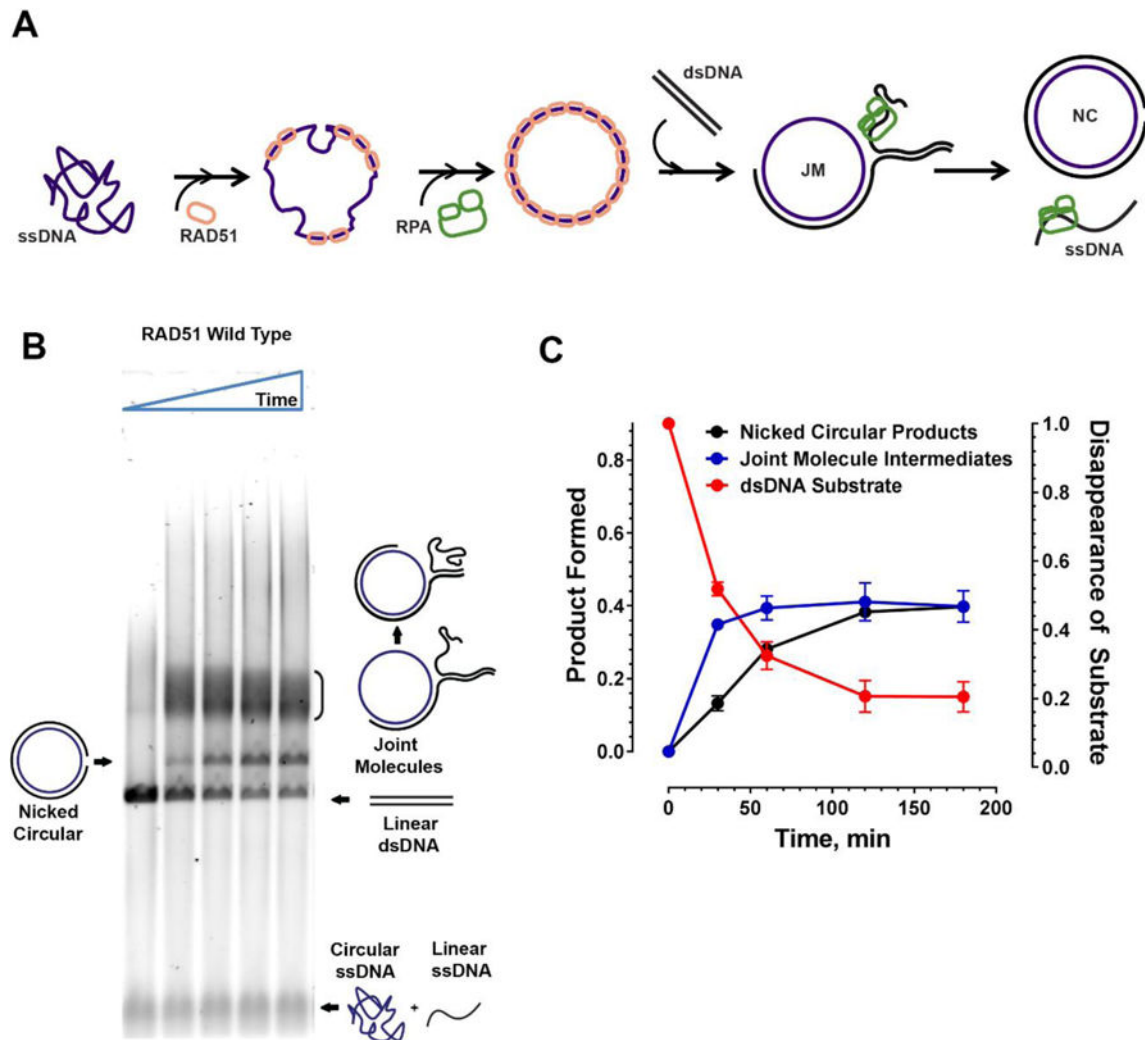 A
ssDNA
RAD51
RPA
dsDNA
JM
NC
ssDNA
B
RAD51 Wild Type
Time
Nicked
Circular
Joint
Molecules
Linear
dsDNA
Circular
ssDNA
+
Linear
ssDNA
C
Nicked Circular Products
Joint Molecule Intermediates
dsDNA Substrate
Product Formed
0.8
0.6
0.4
0.2
0.0
Disappearance of
Substrate
1.0
0.8
0.6
0.4
0.2
0.0
0 50 100 150 200
Time, min